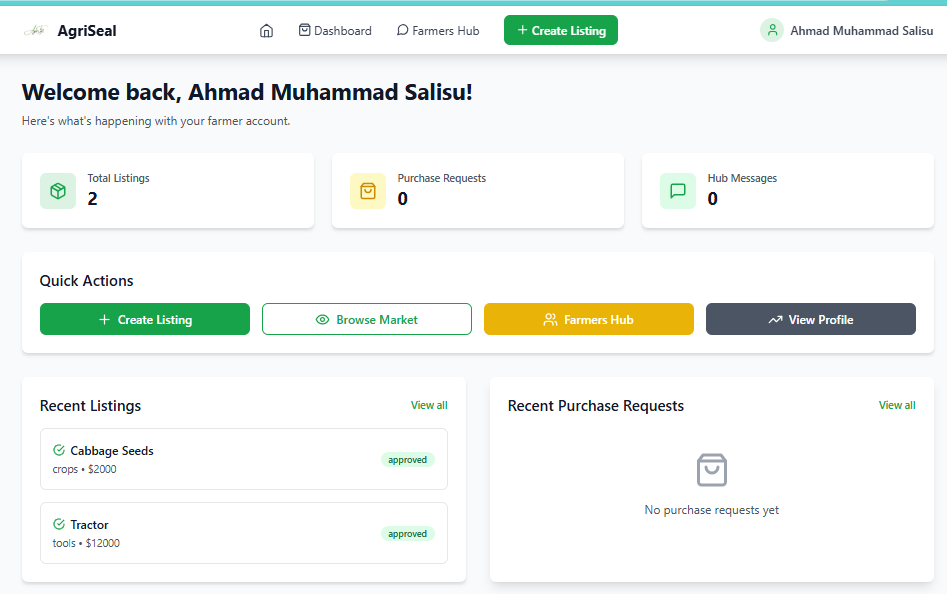 AgriSeal
Dashboard
Farmers Hub
+ Create Listing
Ahmad Muhammad Salisu
Welcome back, Ahmad Muhammad Salisu!
Here's what's happening with your farmer account.
Total Listings
2
Purchase Requests
0
Hub Messages
0
Quick Actions
+ Create Listing
Browse Market
Farmers Hub
View Profile
Recent Listings
View all
Cabbage Seeds
crops • $2000
approved
Tractor
tools • $12000
approved
Recent Purchase Requests
View all
No purchase requests yet